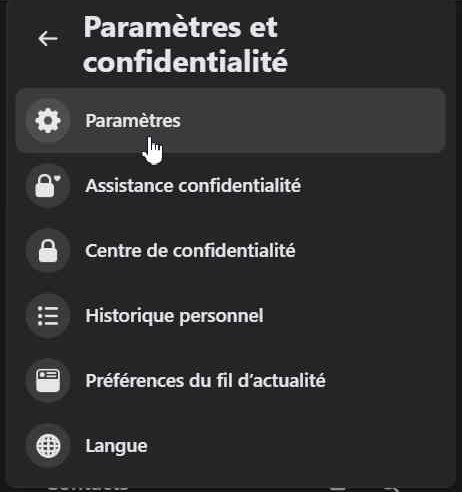 Paramètres et
confidentialité
Paramètres
Assistance confidentialité
Centre de confidentialité
Historique personnel
Préférences du fil d’actualité
Langue